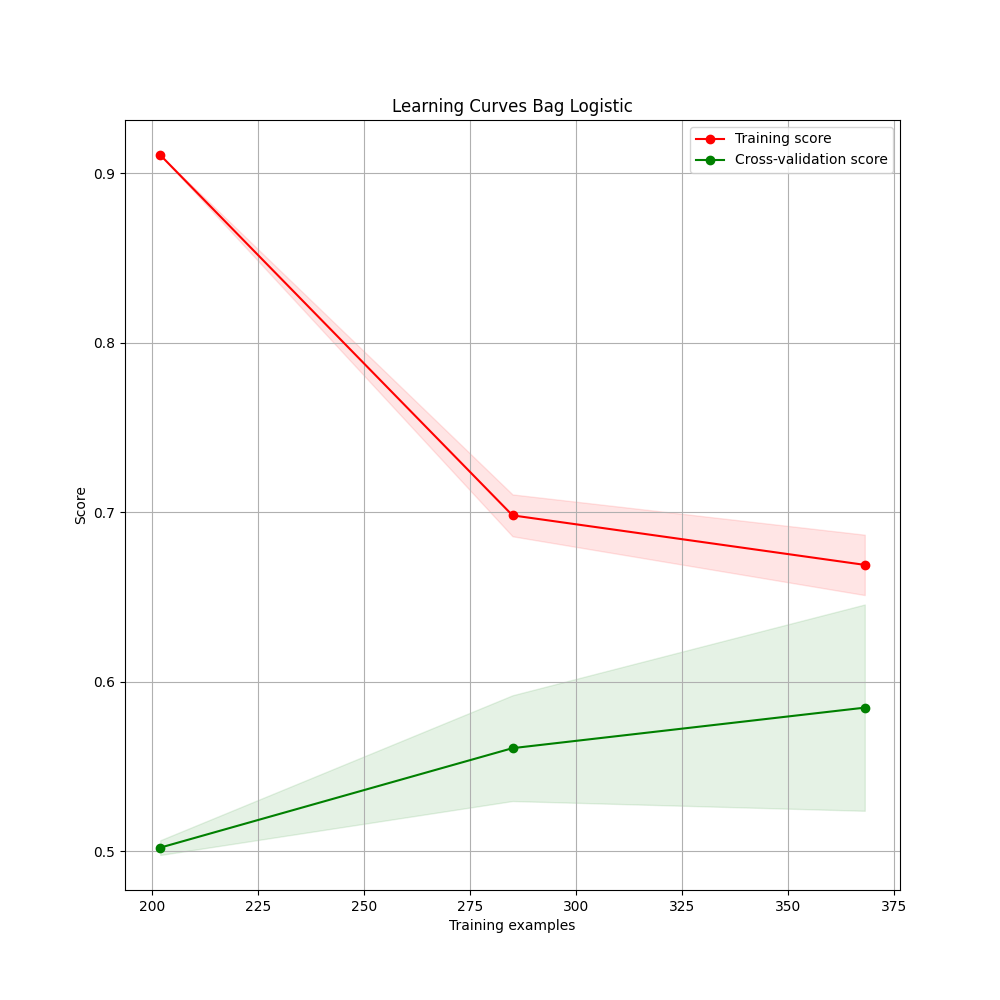 Learning Curves Bag Logistic
Training score
Cross-validation score
Score
0.9
0.8
0.7
0.6
0.5
200 225 250 275 300 325 350 375
Training examples